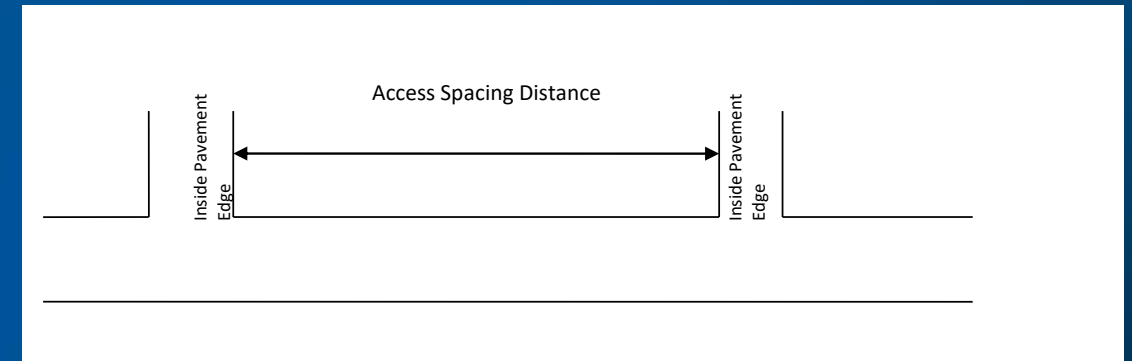 Access Spacing Distance
Inside Pavement
Edge
Inside Pavement
Edge